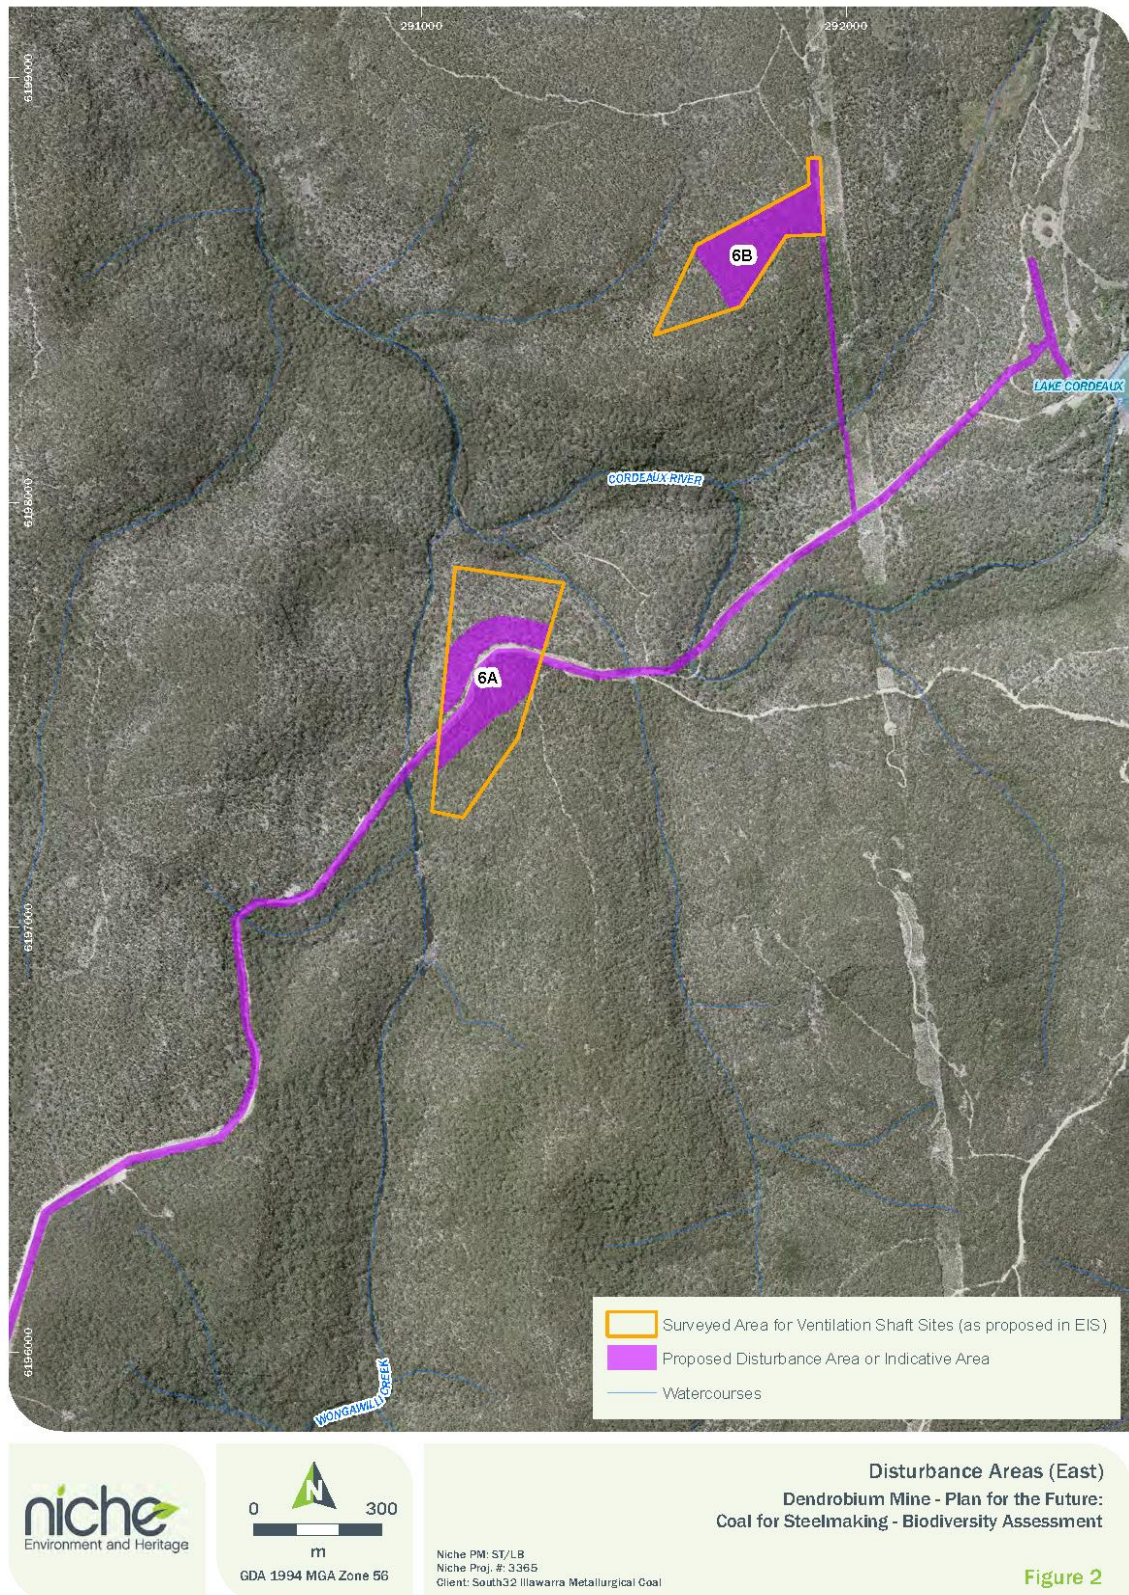 291000
292000
6199000
6B
LAKE CORDEAUX
CORDEAUX RIVER
6198000
6A
6197000
6196000
WONGAWILLI CREEK
Surveyed Area for Ventilation Shaft Sites (as proposed in EIS)
Proposed Disturbance Area or Indicative Area
Watercourses
niche
Environment and Heritage
N
0 300
m
GDA 1994 MGA Zone 56
Niche PM: ST/LB
Niche Proj. #: 3365
Client: South32 Illawarra Metallurgical Coal
Disturbance Areas (East)
Dendrobium Mine - Plan for the Future:
Coal for Steelmaking - Biodiversity Assessment
Figure 2